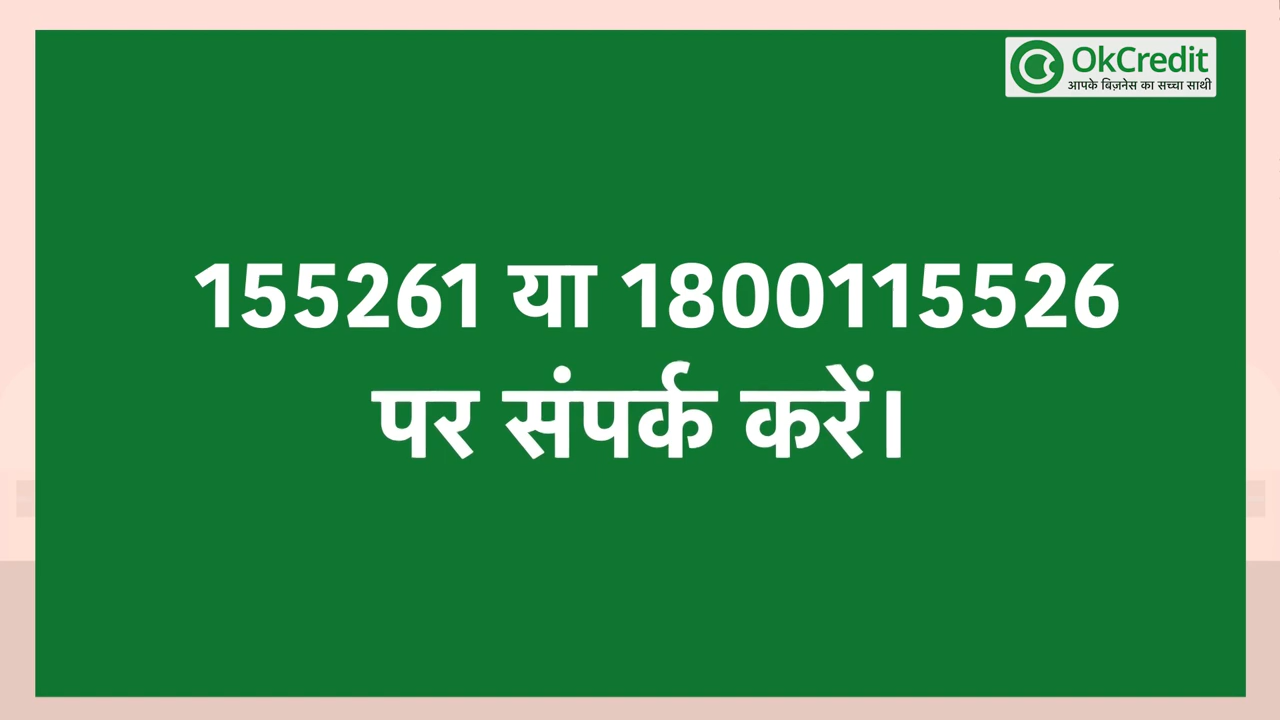 OkCredit
आपके बिज़नेस का सच्चा साथी
155261 या 1800115526
पर संपर्क करें।